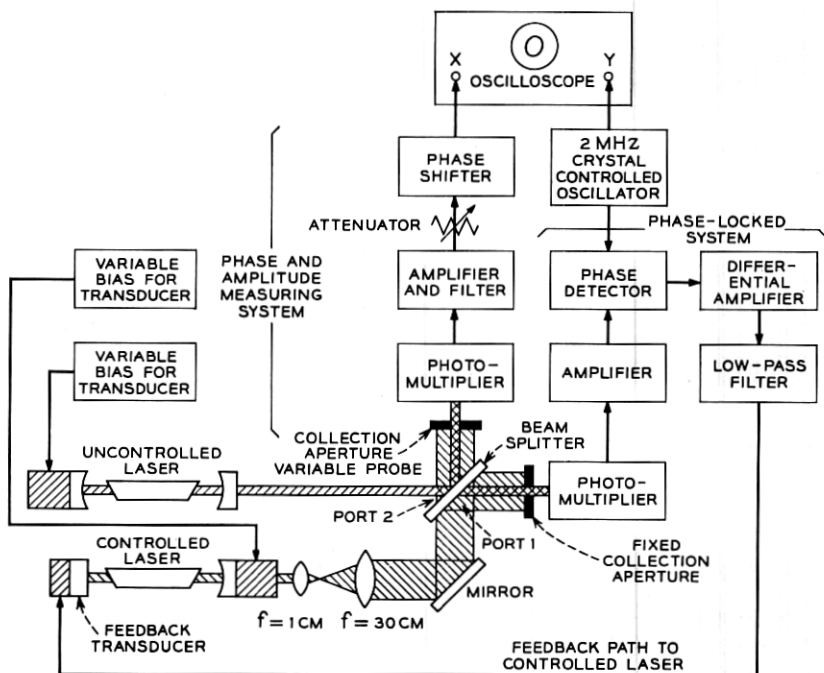 X
Y
OSCILLOSCOPE
PHASE
SHIFTER
2 MHZ
CRYSTAL
CONTROLLED
OSCILLATOR
ATTENUATOR
PHASE-LOCKED
SYSTEM
VARIABLE
BIAS FOR
TRANSDUCER
PHASE AND
AMPLITUDE
MEASURING
SYSTEM
AMPLIFIER
AND FILTER
PHASE
DETECTOR
DIFFER-
ENTIAL
AMPLIFIER
VARIABLE
BIAS FOR
TRANSDUCER
PHOTO-
MULTIPLIER
AMPLIFIER
LOW-PASS
FILTER
COLLECTION
APERTURE
VARIABLE PROBE
BEAM
SPLITTER
UNCONTROLLED
LASER
PHOTO-
MULTIPLIER
PORT 2
PORT 1
CONTROLLED
LASER
FIXED
COLLECTION
APERTURE
MIRROR
f = 1 CM
f = 30 CM
FEEDBACK
TRANSDUCER
FEEDBACK PATH TO
CONTROLLED LASER